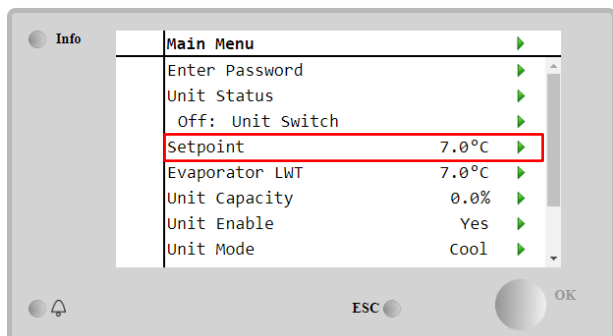 Info
Main Menu
Enter Password
Unit Status
Off: Unit Switch
Setpoint 7.0°C
Evaporator LWT 7.0°C
Unit Capacity 0.0%
Unit Enable Yes
Unit Mode Cool
ESC
OK